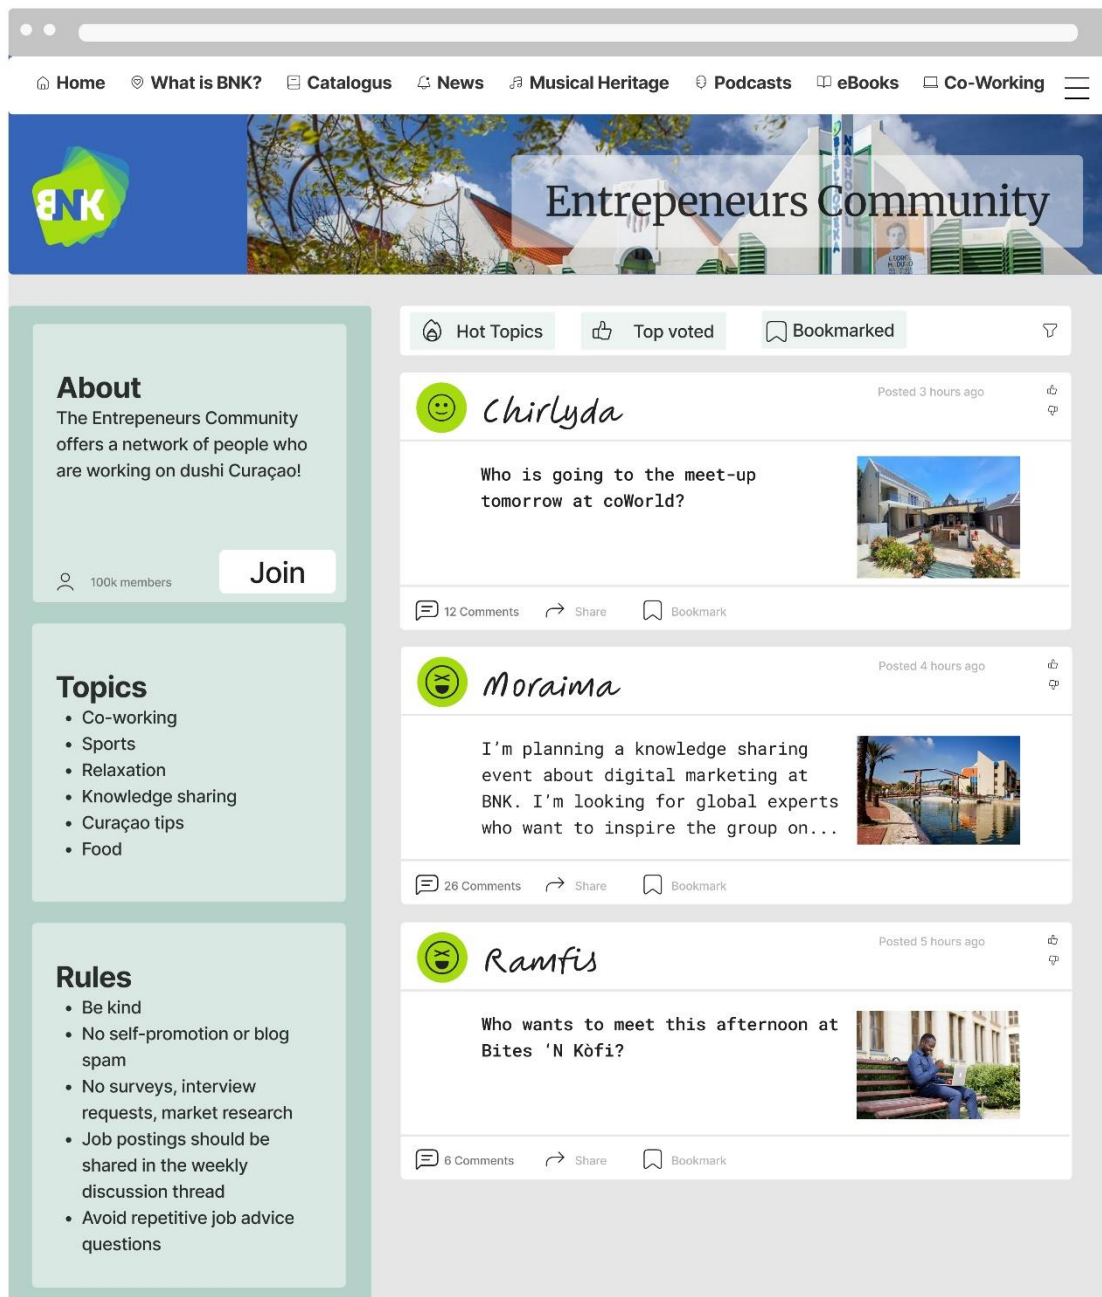 Home What is BNK? Catalogus News Musical Heritage Podcasts eBooks Co-Working
BNK
Entrepeneurs Community
About
The Entrepeneurs Community
offers a network of people who
are working on dushi Curaçao!
100k members
Join
Topics
• Co-working
• Sports
• Relaxation
• Knowledge sharing
• Curaçao tips
• Food
Rules
• Be kind
• No self-promotion or blog
spam
• No surveys, interview
requests, market research
• Job postings should be
shared in the weekly
discussion thread
• Avoid repetitive job advice
questions
Hot Topics Top voted Bookmarked
Chirlyda
Posted 3 hours ago
Who is going to the meet-up
tomorrow at coWorld?
12 Comments Share Bookmark
Moraima
Posted 4 hours ago
I'm planning a knowledge sharing
event about digital marketing at
BNK. I'm looking for global experts
who want to inspire the group on...
26 Comments Share Bookmark
Ramfis
Posted 5 hours ago
Who wants to meet this afternoon at
Bites ‘N Kòfi?
6 Comments Share Bookmark